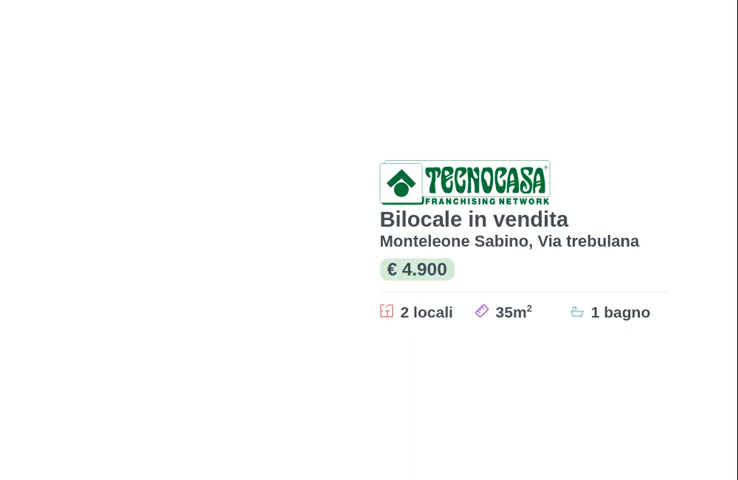 TECNOCASA®
FRANCHISING NETWORK
Bilocale in vendita
Monteleone Sabino, Via trebulana
€ 4.900
2 locali 35m² 1 bagno